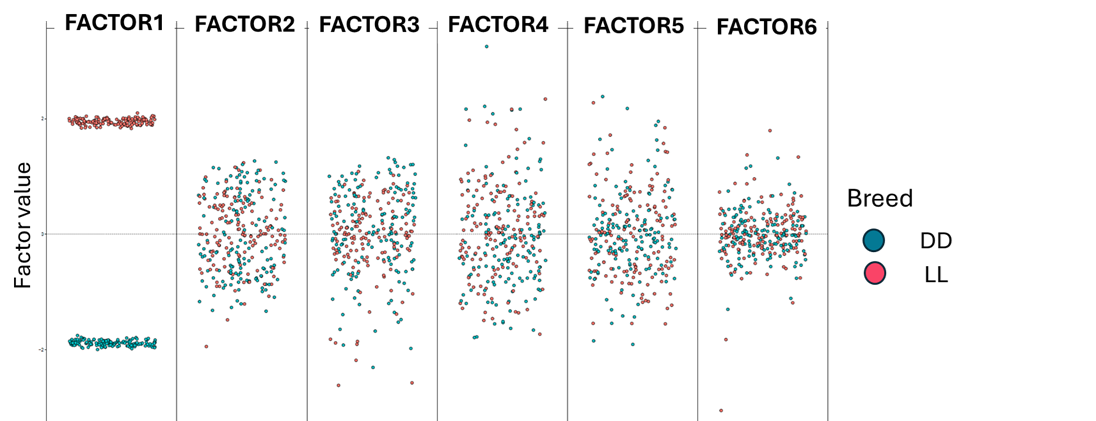 FACTOR1 FACTOR2 FACTOR3 FACTOR4 FACTOR5 FACTOR6
Factor value
2
0
-2
Breed
DD
LL